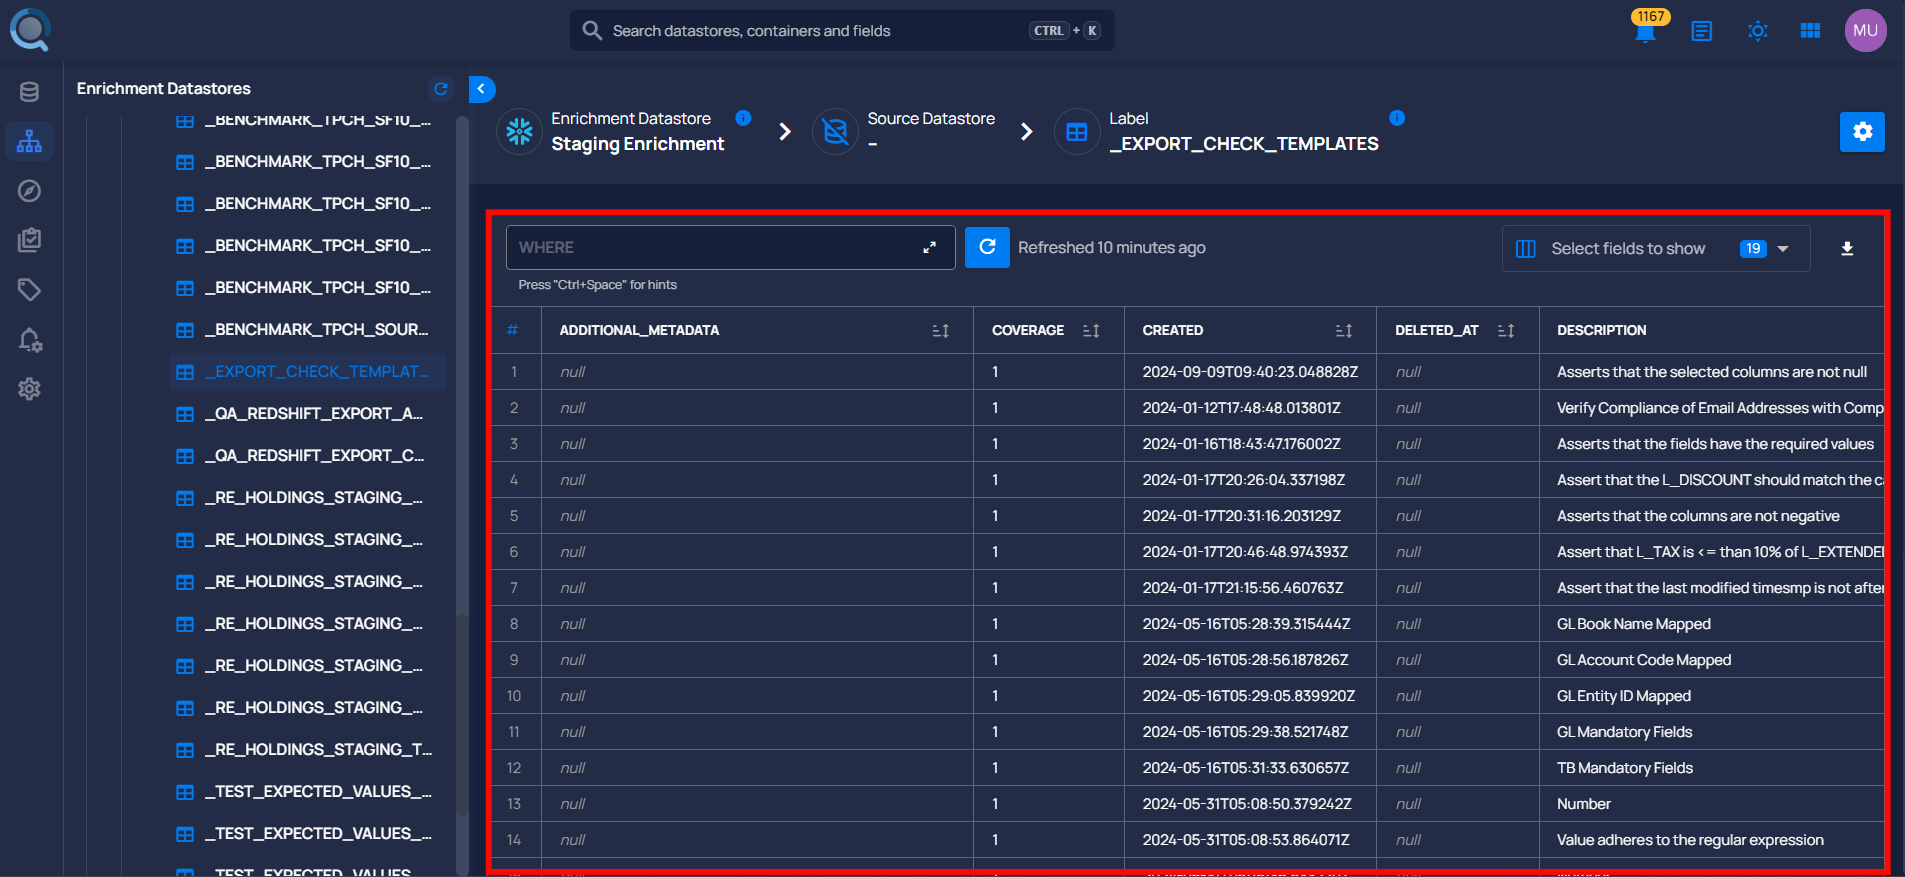 Search datastores, containers and fields CTRL + K 1167 MU
Enrichment Datastores
_BENCHMARK_TPCH_SF10_...
_BENCHMARK_TPCH_SF10_...
_BENCHMARK_TPCH_SF10_...
_BENCHMARK_TPCH_SF10_...
_BENCHMARK_TPCH_SF10_...
_BENCHMARK_TPCH_SOUR...
_EXPORT_CHECK_TEMPLAT...
_QA_REDSHIFT_EXPORT_A...
_QA_REDSHIFT_EXPORT_C...
_RE_HOLDINGS_STAGING_...
_RE_HOLDINGS_STAGING_...
_RE_HOLDINGS_STAGING_...
_RE_HOLDINGS_STAGING_...
_RE_HOLDINGS_STAGING_...
_RE_HOLDINGS_STAGING_...
_RE_HOLDINGS_STAGING_T...
_TEST_EXPECTED_VALUES_...
_TEST_EXPECTED_VALUES_...
_TEST_EXPECTED_VALUES
Enrichment Datastore
Staging Enrichment
Source Datastore
–
Label
_EXPORT_CHECK_TEMPLATES
WHERE
Refreshed 10 minutes ago
Select fields to show 19
Press "Ctrl+Space" for hints
# ADDITIONAL_METADATA COVERAGE CREATED DELETED_AT DESCRIPTION
1 null 1 2024-09-09T09:40:23.048828Z null Asserts that the selected columns are not null
2 null 1 2024-01-12T17:48:48.013801Z null Verify Compliance of Email Addresses with Comp
3 null 1 2024-01-16T18:43:47.176002Z null Asserts that the fields have the required values
4 null 1 2024-01-17T20:26:04.337198Z null Assert that the L_DISCOUNT should match the ca
5 null 1 2024-01-17T20:31:16.203129Z null Asserts that the columns are not negative
6 null 1 2024-01-17T20:46:48.974393Z null Assert that L_TAX is <= than 10% of L_EXTENDE
7 null 1 2024-01-17T21:15:56.460763Z null Assert that the last modified timesmp is not after
8 null 1 2024-05-16T05:28:39.315444Z null GL Book Name Mapped
9 null 1 2024-05-16T05:28:56.187826Z null GL Account Code Mapped
10 null 1 2024-05-16T05:29:05.839920Z null GL Entity ID Mapped
11 null 1 2024-05-16T05:29:38.521748Z null GL Mandatory Fields
12 null 1 2024-05-16T05:31:33.630657Z null TB Mandatory Fields
13 null 1 2024-05-31T05:08:50.379242Z null Number
14 null 1 2024-05-31T05:08:53.864071Z null Value adheres to the regular expression